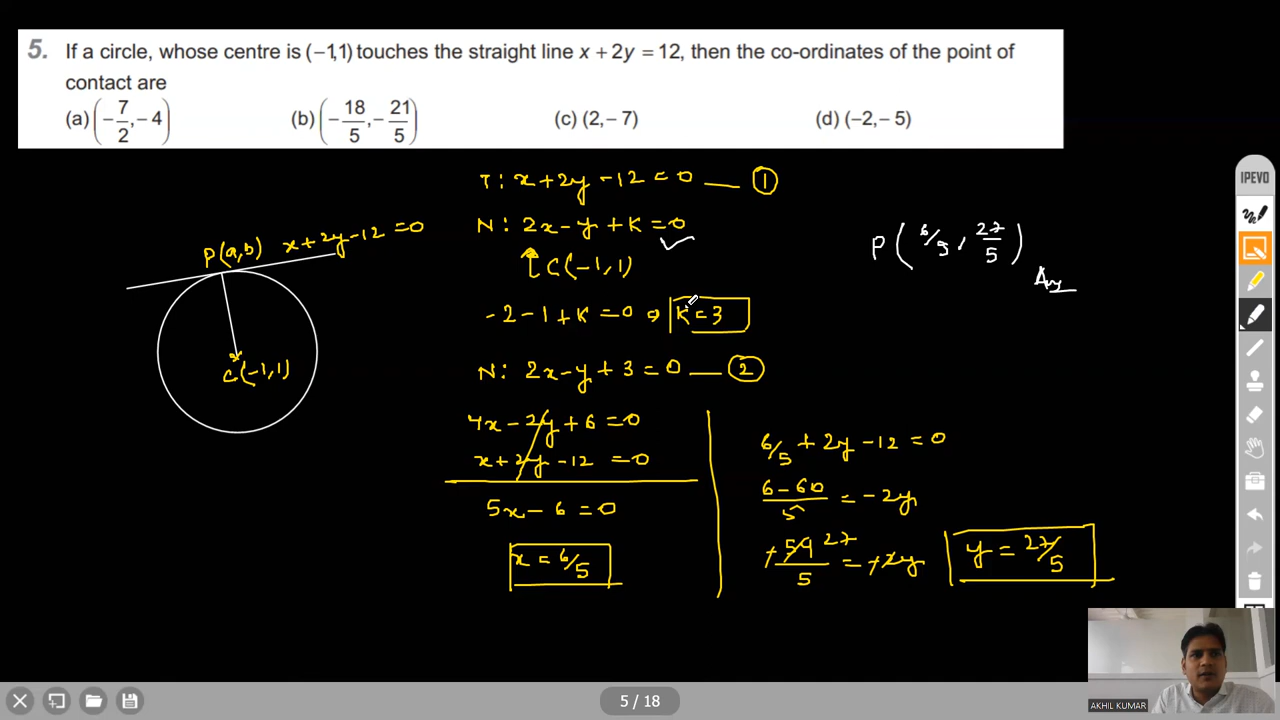 5. If a circle, whose centre is (−1,1) touches the straight line x + 2y = 12, then the co-ordinates of the point of
contact are
(a) (−7/2, −4) (b) (−18/5, −21/5) (c) (2, −7) (d) (−2, −5)
T: x+2y−12=0 — ①
N: 2x−y+K=0
C(−1,1)
−2−1+K=0 ⇒ K=3
N: 2x−y+3=0 — ②
4x−2y+6=0
x+2y−12=0
5x−6=0
x=6/5
P(a,b) x+2y−12=0
C(−1,1)
6/5+2y−12=0
(6−60)/5=−2y
+54/5 27=+2y
y=27/5
P(6/5, 27/5)
Ans
IPEVO
5 / 18
AKHIL KUMAR